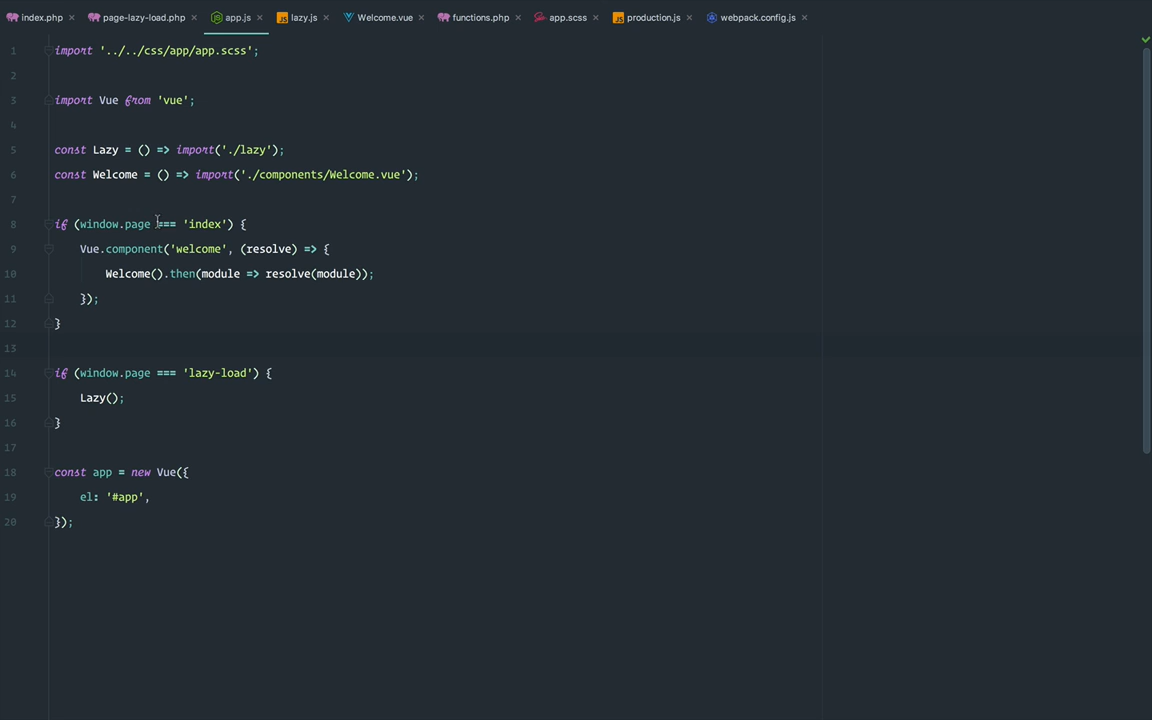 index.php × page-lazy-load.php × app.js × lazy.js × Welcome.vue × functions.php × app.scss × production.js × webpack.config.js ×
1 import '../../css/app/app.scss';
2
3 import Vue from 'vue';
4
5 const Lazy = () => import('./lazy');
6 const Welcome = () => import('./components/Welcome.vue');
7
8 if (window.page === 'index') {
9 Vue.component('welcome', (resolve) => {
10 Welcome().then(module => resolve(module));
11 });
12 }
13
14 if (window.page === 'lazy-load') {
15 Lazy();
16 }
17
18 const app = new Vue({
19 el: '#app',
20 });